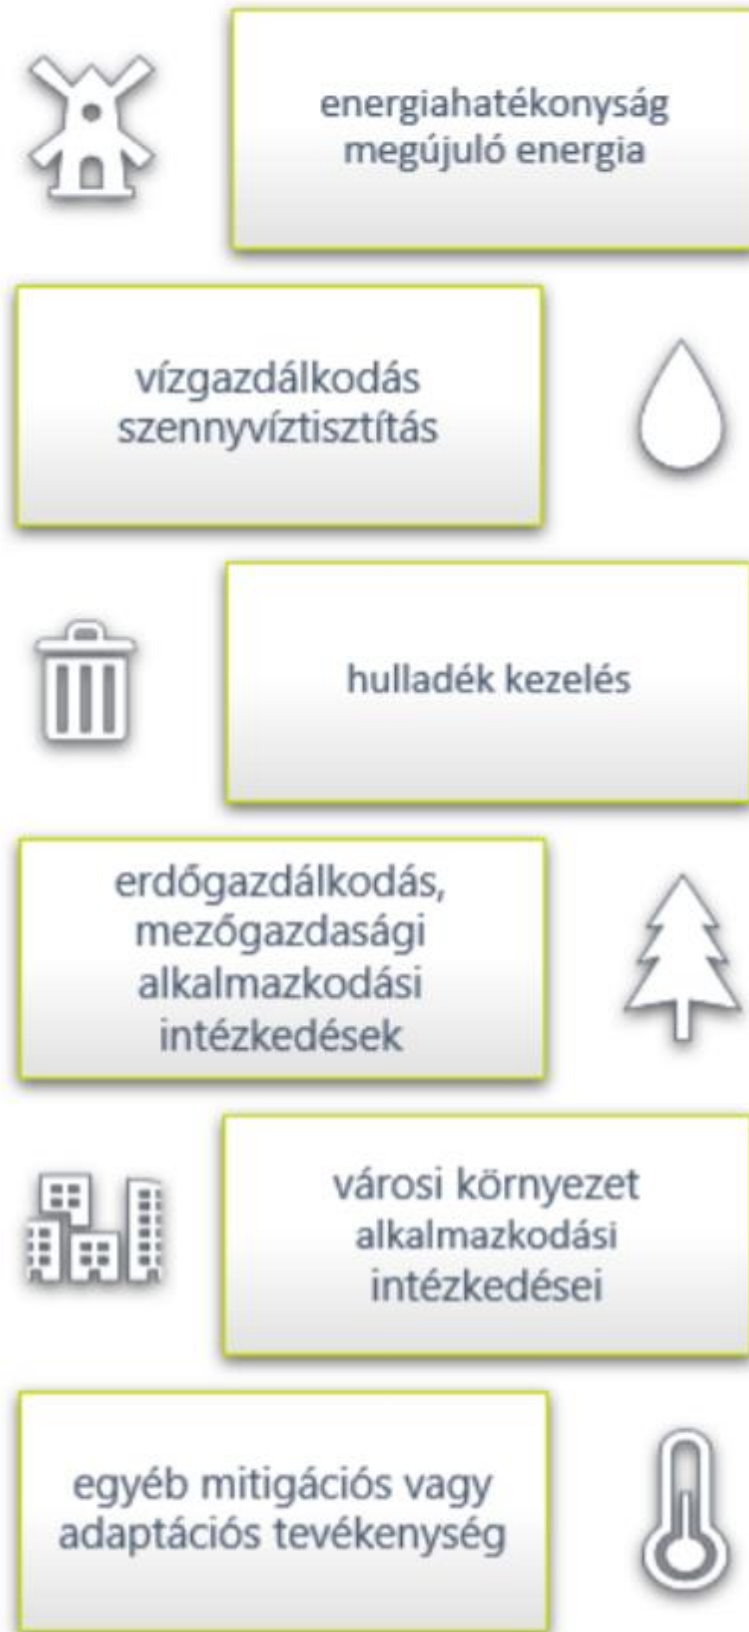 energiahatékonyság
megújuló energia
vízgazdálkodás
szennyvíztisztítás
hulladék kezelés
erdőgazdálkodás,
mezőgazdasági
alkalmazkodási
intézkedések
városi környezet
alkalmazkodási
intézkedései
egyéb mitigációs vagy
adaptációs tevékenység